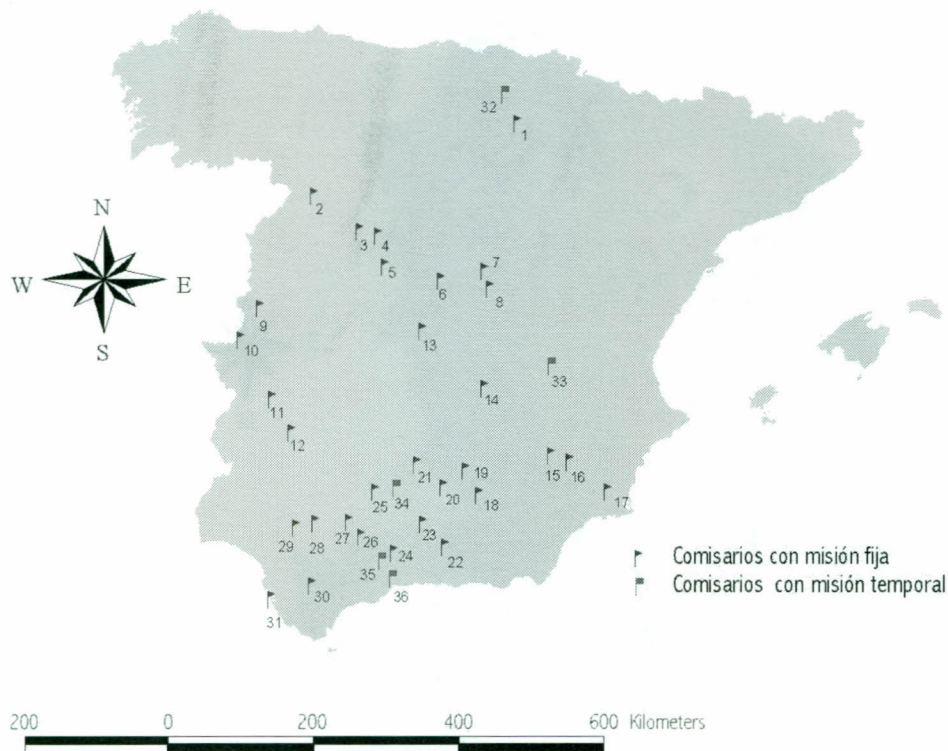 32
1
2
N
3 4
5
7
W E
6 8
9
S
10
13
33
14
11
12
15 16
21 19
17
25 34 20 18
29 28 27 26 23
24 22
35
36
30
31
Comisarios con misión fija
Comisarios con misión temporal
200 0 200 400 600 Kilometers